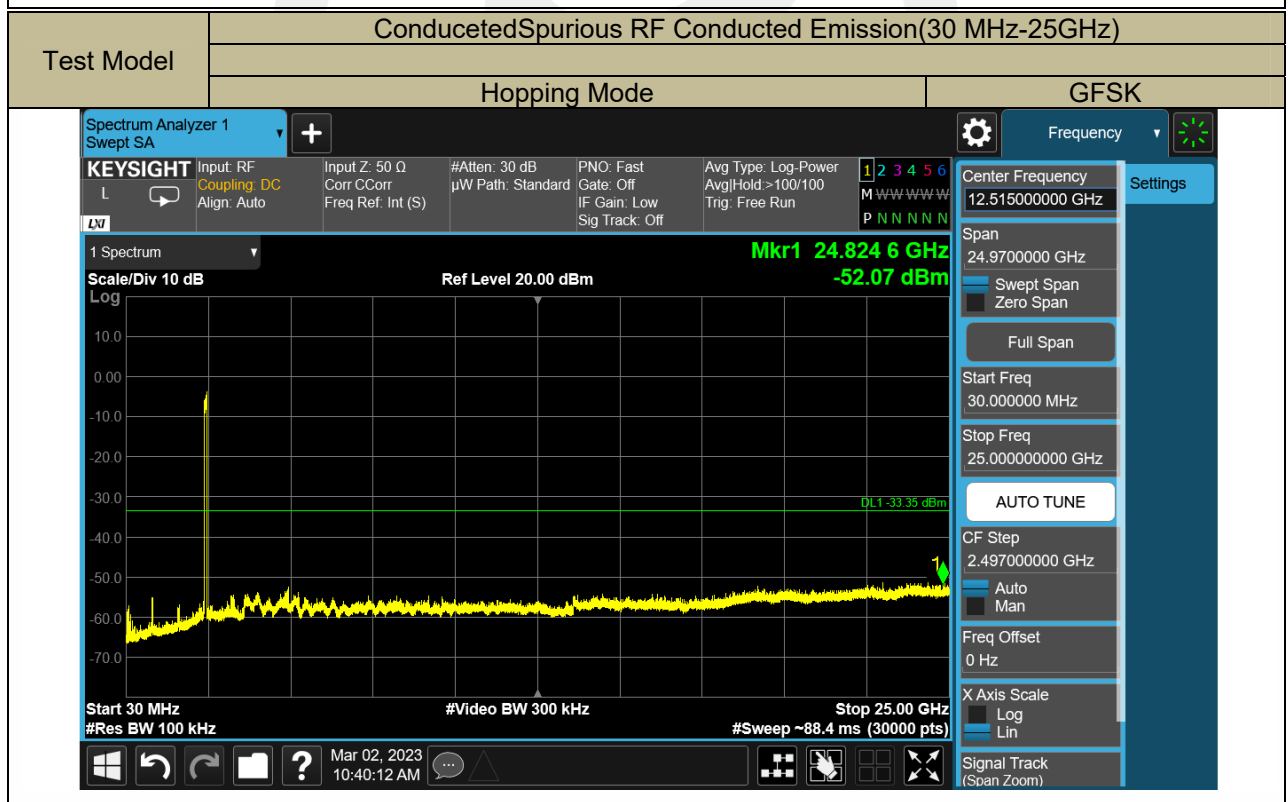 ConducetedSpurious RF Conducted Emission(30 MHz-25GHz)
Test Model
Hopping Mode GFSK
Spectrum Analyzer 1
Swept SA
+
Frequency
KEYSIGHT
L
LXI
Input: RF
Coupling: DC
Align: Auto
Input Z: 50 Ω
Corr CCorr
Freq Ref: Int (S)
#Atten: 30 dB
µW Path: Standard
PNO: Fast
Gate: Off
IF Gain: Low
Sig Track: Off
Avg Type: Log-Power
Avg|Hold:>100/100
Trig: Free Run
1 2 3 4 5 6
M W W W W W
P N N N N N
Center Frequency
12.515000000 GHz
Settings
1 Spectrum
Mkr1 24.824 6 GHz
Scale/Div 10 dB Ref Level 20.00 dBm -52.07 dBm
Log
10.0
0.00
-10.0
-20.0
-30.0
DL1 -33.35 dBm
-40.0
1
-50.0
-60.0
-70.0
Start 30 MHz #Video BW 300 kHz Stop 25.00 GHz
#Res BW 100 kHz #Sweep ~88.4 ms (30000 pts)
Span
24.9700000 GHz
Swept Span
Zero Span
Full Span
Start Freq
30.000000 MHz
Stop Freq
25.000000000 GHz
AUTO TUNE
CF Step
2.497000000 GHz
Auto
Man
Freq Offset
0 Hz
X Axis Scale
Log
Lin
Signal Track
(Span Zoom)
?
Mar 02, 2023
10:40:12 AM